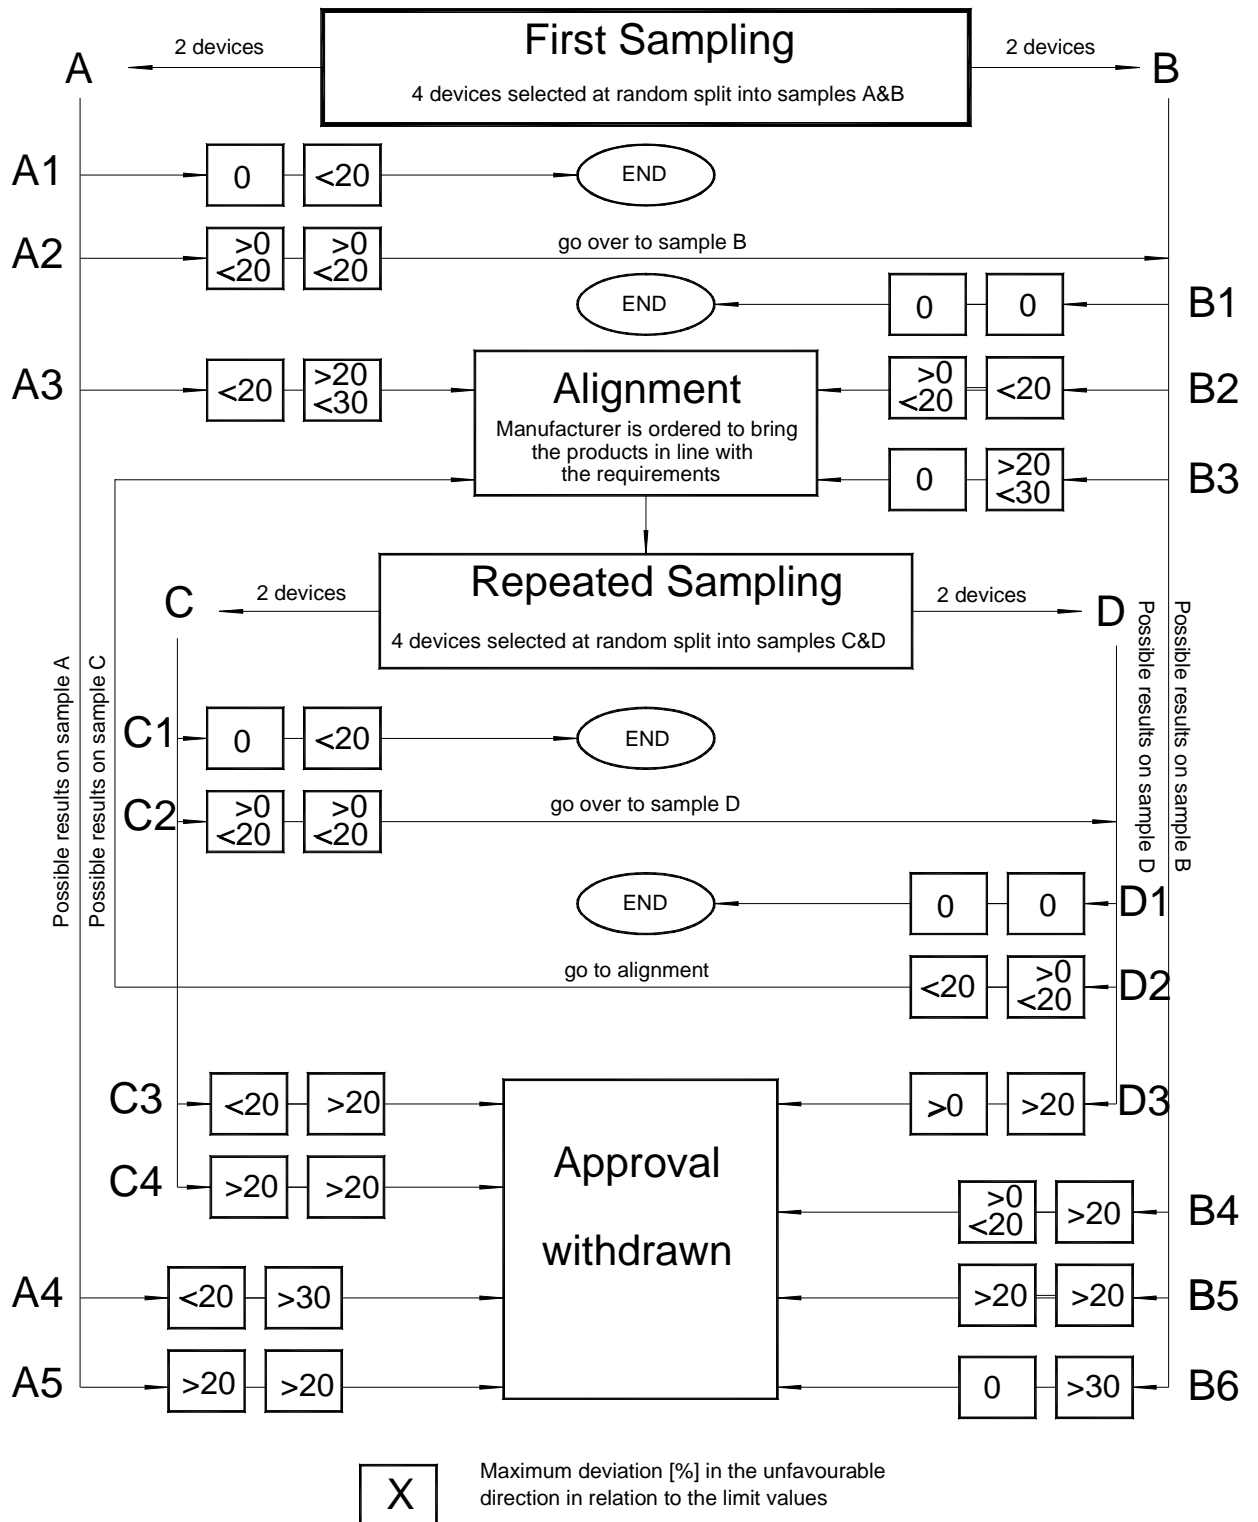 First Sampling
4 devices selected at random split into samples A&B
2 devices
2 devices
A
B
A1
0
<20
END
A2
>0
<20
>0
<20
go over to sample B
END
0
0
B1
A3
<20
>20
<30
Alignment
Manufacturer is ordered to bring
the products in line with
the requirements
>0
<20
<20
B2
0
>20
<30
B3
Repeated Sampling
4 devices selected at random split into samples C&D
2 devices
2 devices
C
D
Possible results on sample A
Possible results on sample C
Possible results on sample D
Possible results on sample B
C1
0
<20
END
C2
>0
<20
>0
<20
go over to sample D
END
0
0
D1
go to alignment
<20
>0
<20
D2
C3
<20
>20
Approval
withdrawn
>0
>20
D3
C4
>20
>20
>0
<20
>20
B4
A4
<20
>30
>20
>20
B5
A5
>20
>20
0
>30
B6
X
Maximum deviation [%] in the unfavourable
direction in relation to the limit values